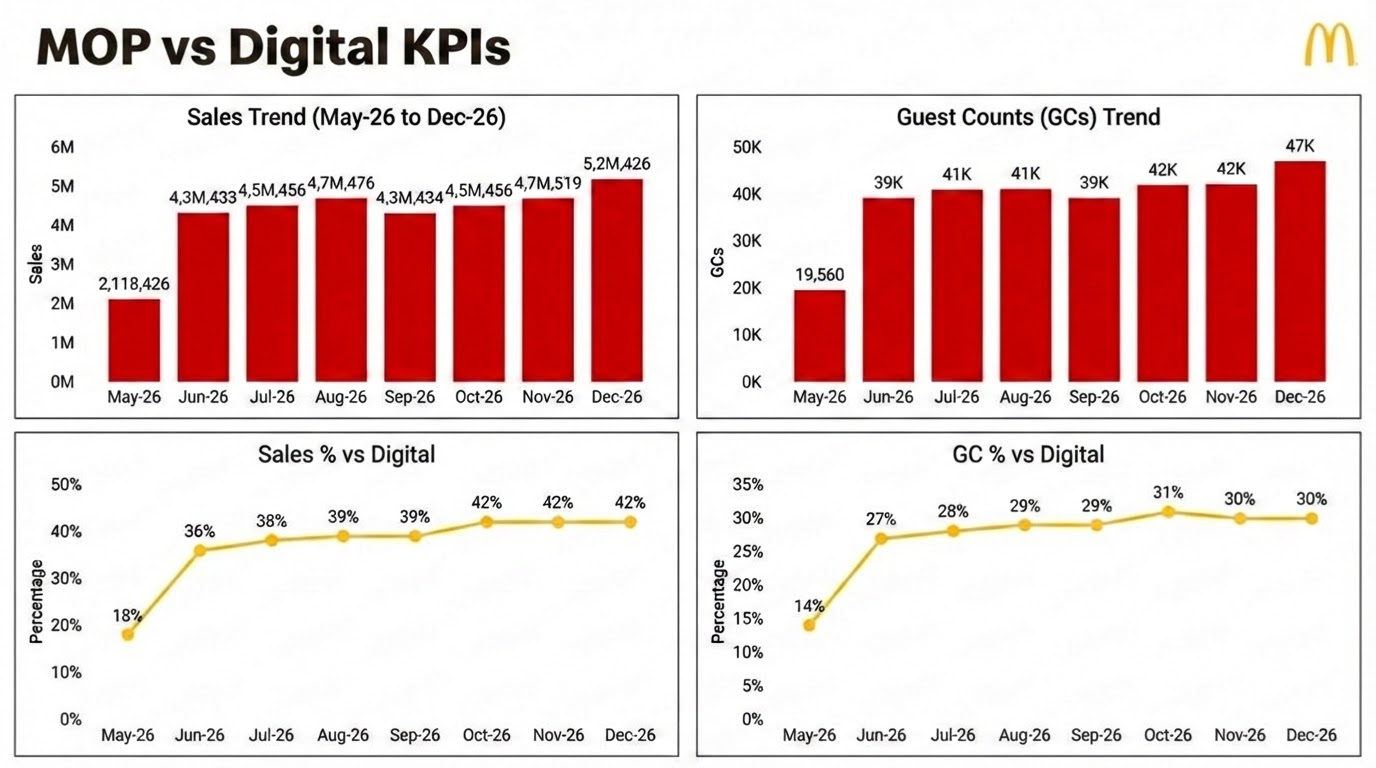 MOP vs Digital KPIs
Sales Trend (May-26 to Dec-26)
6M
5M
4M
3M
2M
1M
0M
Sales
2,118,426
4,3M,433
4,5M,456
4,7M,476
4,3M,434
4,5M,456
4,7M,519
5,2M,426
May-26 Jun-26 Jul-26 Aug-26 Sep-26 Oct-26 Nov-26 Dec-26
Guest Counts (GCs) Trend
50K
40K
30K
20K
10K
0K
GCs
19,560
39K
41K
41K
39K
42K
42K
47K
May-26 Jun-26 Jul-26 Aug-26 Sep-26 Oct-26 Nov-26 Dec-26
Sales % vs Digital
50%
40%
30%
20%
10%
0%
Percentage
18%
36%
38%
39%
39%
42%
42%
42%
May-26 Jun-26 Jul-26 Aug-26 Sep-26 Oct-26 Nov-26 Dec-26
GC % vs Digital
35%
30%
25%
20%
15%
10%
5%
0%
Percentage
14%
27%
28%
29%
29%
31%
30%
30%
May-26 Jun-26 Jul-26 Aug-26 Sep-26 Oct-26 Nov-26 Dec-26